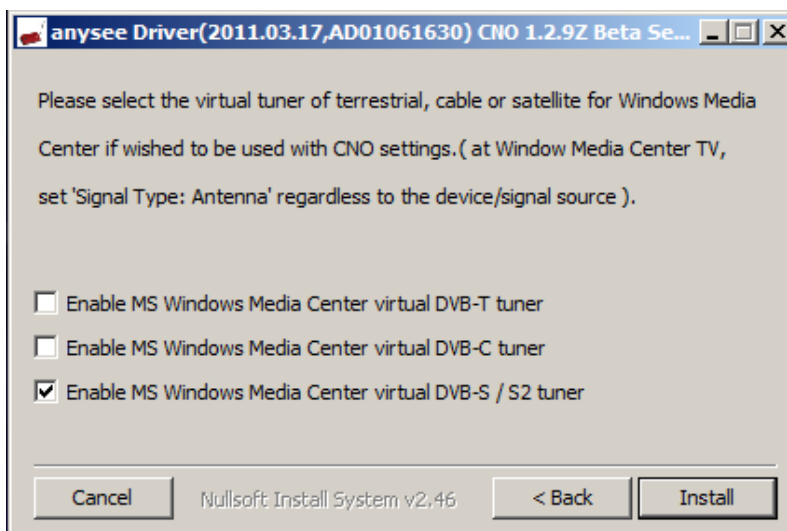 anysee Driver(2011.03.17,AD01061630) CNO 1.2.9Z Beta Se...
Please select the virtual tuner of terrestrial, cable or satellite for Windows Media
Center if wished to be used with CNO settings.( at Window Media Center TV,
set 'Signal Type: Antenna' regardless to the device/signal source ).
Enable MS Windows Media Center virtual DVB-T tuner
Enable MS Windows Media Center virtual DVB-C tuner
Enable MS Windows Media Center virtual DVB-S / S2 tuner
Cancel Nullsoft Install System v2.46 < Back Install